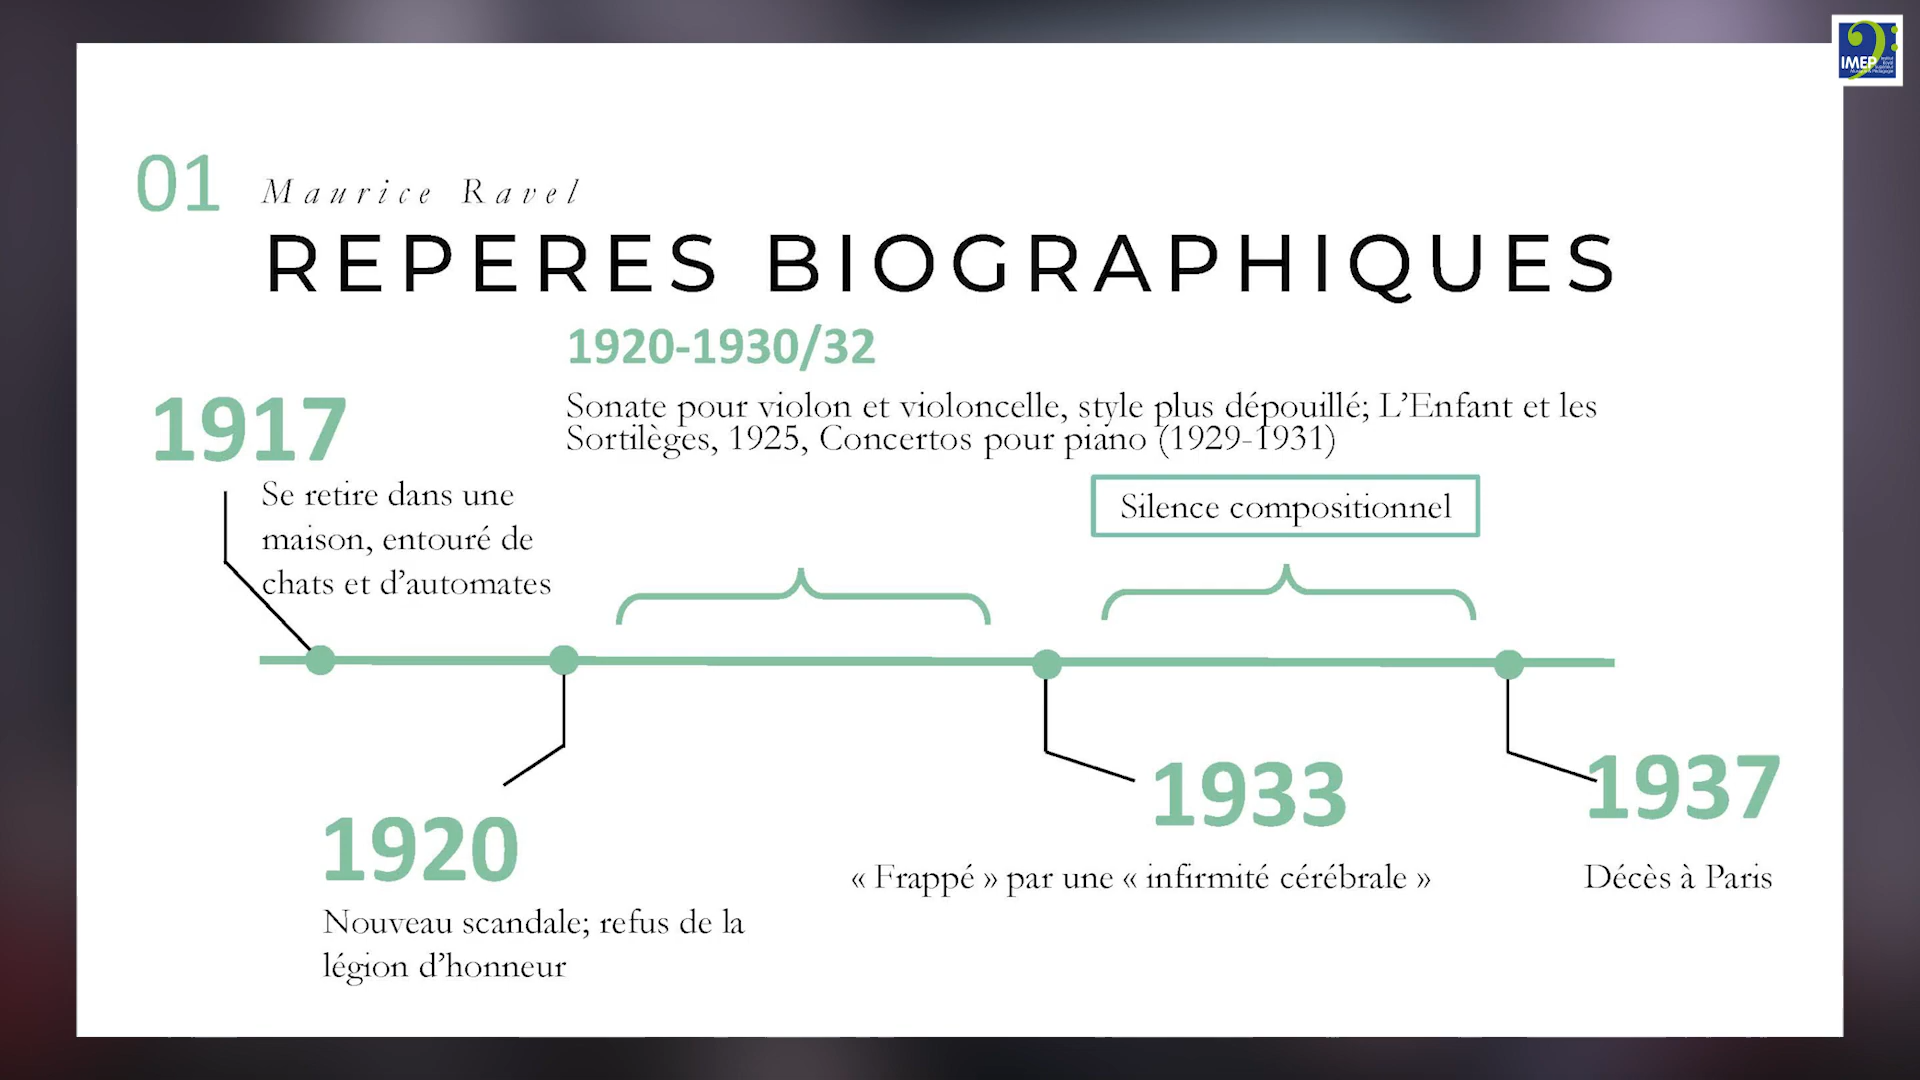 IMEP
01
Maurice Ravel
REPERES BIOGRAPHIQUES
1920-1930/32
Sonate pour violon et violoncelle, style plus dépouillé; L’Enfant et les
Sortilèges, 1925, Concertos pour piano (1929-1931)
1917
Se retire dans une
maison, entouré de
chats et d’automates
Silence compositionnel
1920
Nouveau scandale; refus de la
légion d’honneur
1933
« Frappé » par une « infirmité cérébrale »
1937
Décès à Paris